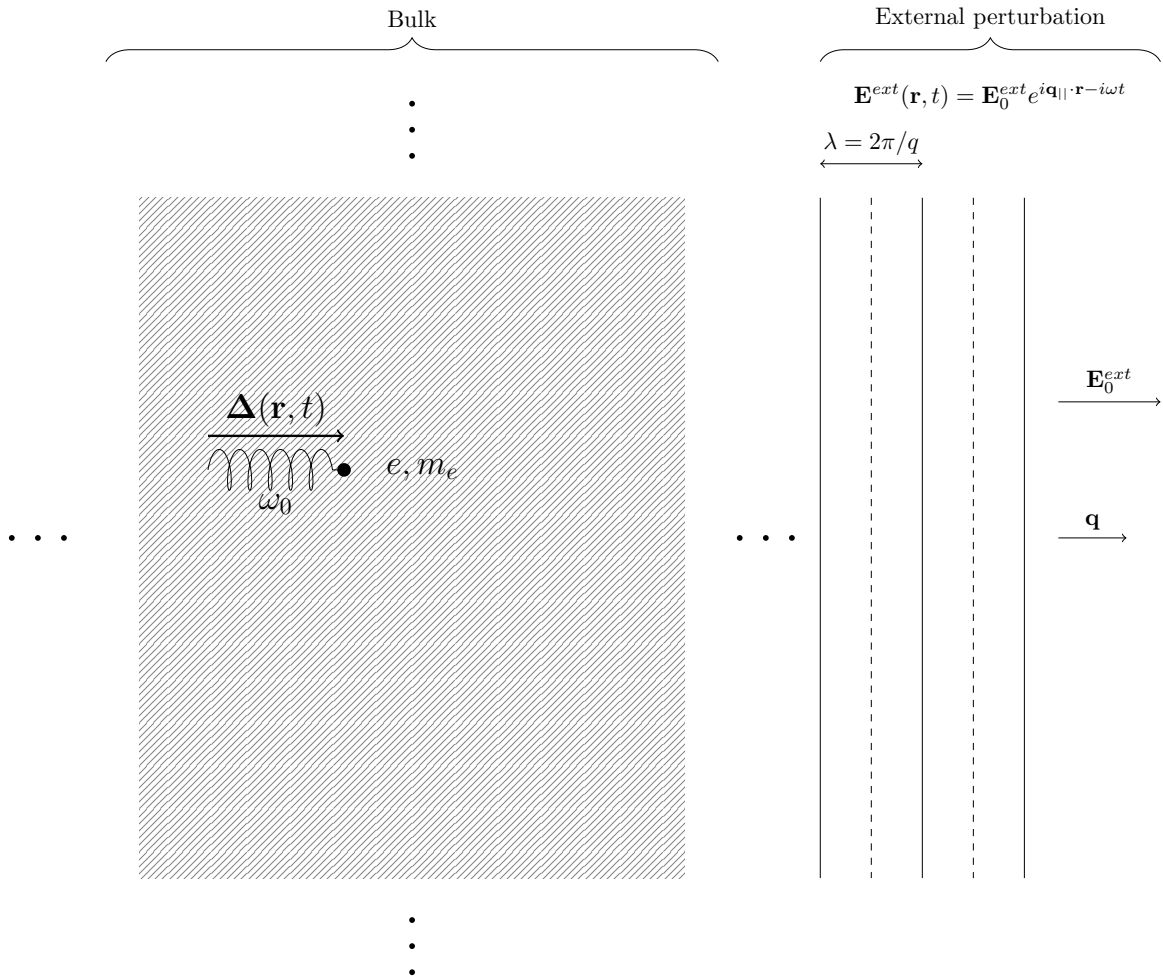 Bulk
External perturbation
𝐄^{ext}(𝐫, t) = 𝐄_0^{ext} e^{i𝐪_{||}·𝐫−iωt}
λ = 2π/q
𝚫(𝐫, t)
e, m_e
ω_0
𝐄_0^{ext}
𝐪